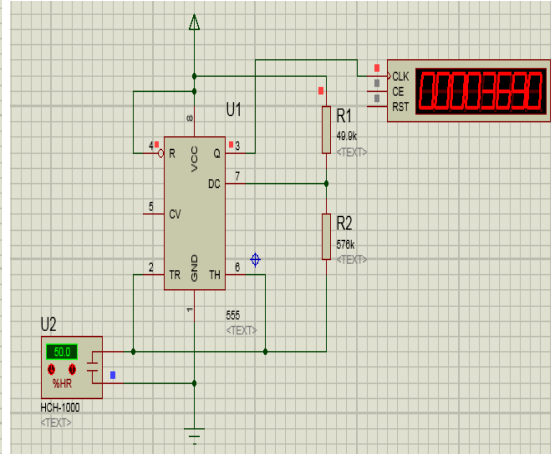 U1
8
4
R
VCC
Q
3
DC
7
5
CV
2
TR
GND
TH
6
1
555
<TEXT>
R1
49.9k
<TEXT>
R2
576k
<TEXT>
CLK
CE
RST
U2
50.0
%HR
HCH-1000
<TEXT>